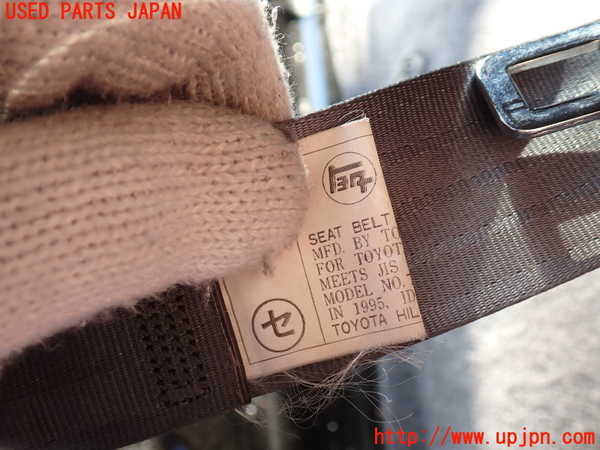 USED PARTS JAPAN
SEAT BELT
MFD. BY TO
FOR TOYOT
MEETS JIS
MODEL NO.
IN 1995. ID
TOYOTA HIL
セ
http://www.upjpn.com